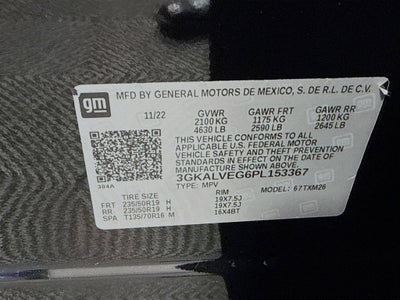 gm
MFD BY GENERAL MOTORS DE MEXICO, S. DE R.L. DE C.V.
11/22 GVWR GAWR FRT GAWR RR
2100 KG 1175 KG 1200 KG
4630 LB 2590 LB 2645 LB
THIS VEHICLE CONFORMS TO ALL
APPLICABLE U.S. FEDERAL MOTOR
VEHICLE SAFETY AND THEFT PREVENTION
STANDARDS IN EFFECT ON THE DATE OF
MANUFACTURE SHOWN ABOVE.
3GKALVEG6PL153367
384A TYPE: MPV MODEL: 67TXM26
TIRE SIZE RIM
FRT 235/50R19 H 19X7.5J
RR 235/50R19 H 19X7.5J
SPA T135/70R16 M 16X4BT